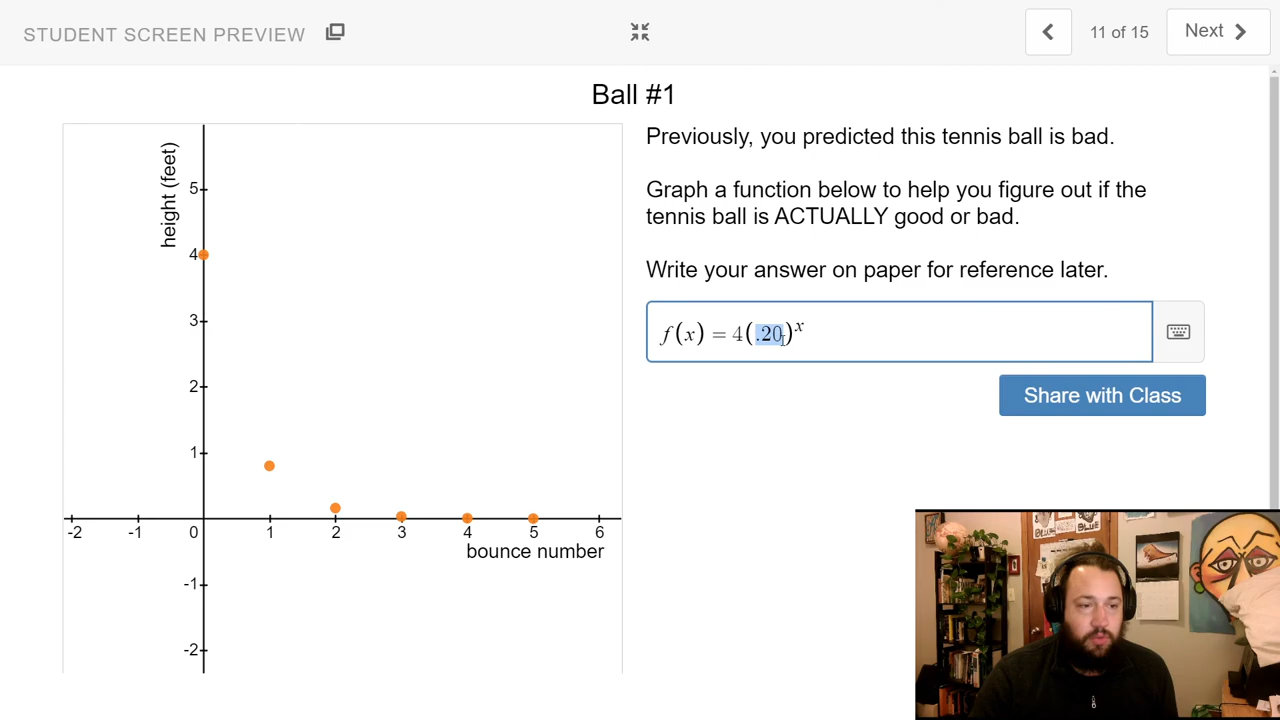 STUDENT SCREEN PREVIEW
11 of 15
Next
Ball #1
Previously, you predicted this tennis ball is bad.
Graph a function below to help you figure out if the
tennis ball is ACTUALLY good or bad.
Write your answer on paper for reference later.
f(x) = 4(.20)^x
Share with Class
height (feet)
5
4
3
2
1
-2 -1 0 1 2 3 4 5 6
bounce number
-1
-2
BLUE